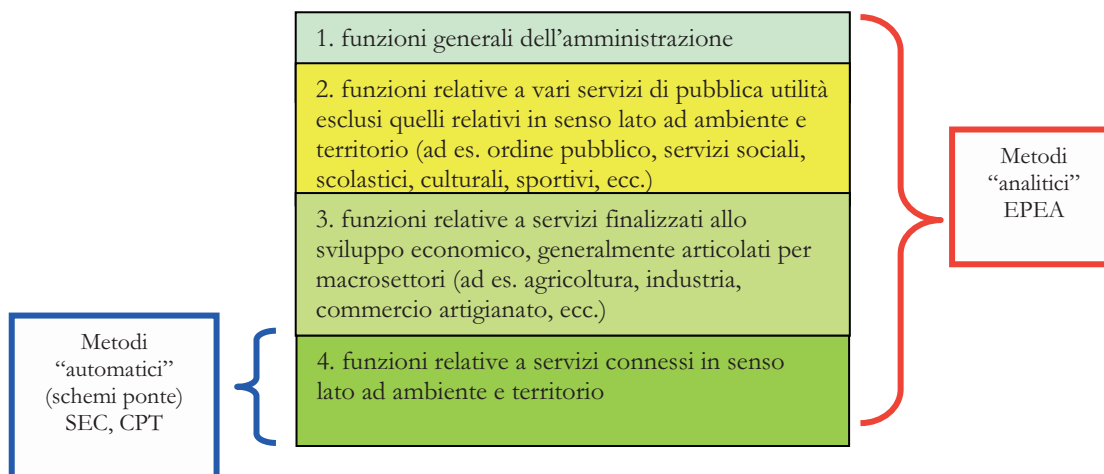 1. funzioni generali dell’amministrazione
2. funzioni relative a vari servizi di pubblica utilità
esclusi quelli relativi in senso lato ad ambiente e
territorio (ad es. ordine pubblico, servizi sociali,
scolastici, culturali, sportivi, ecc.)
3. funzioni relative a servizi finalizzati allo
sviluppo economico, generalmente articolati per
macrosettori (ad es. agricoltura, industria,
commercio artigianato, ecc.)
4. funzioni relative a servizi connessi in senso
lato ad ambiente e territorio
Metodi
“analitici”
EPEA
Metodi
“automatici”
(schemi ponte)
SEC, CPT